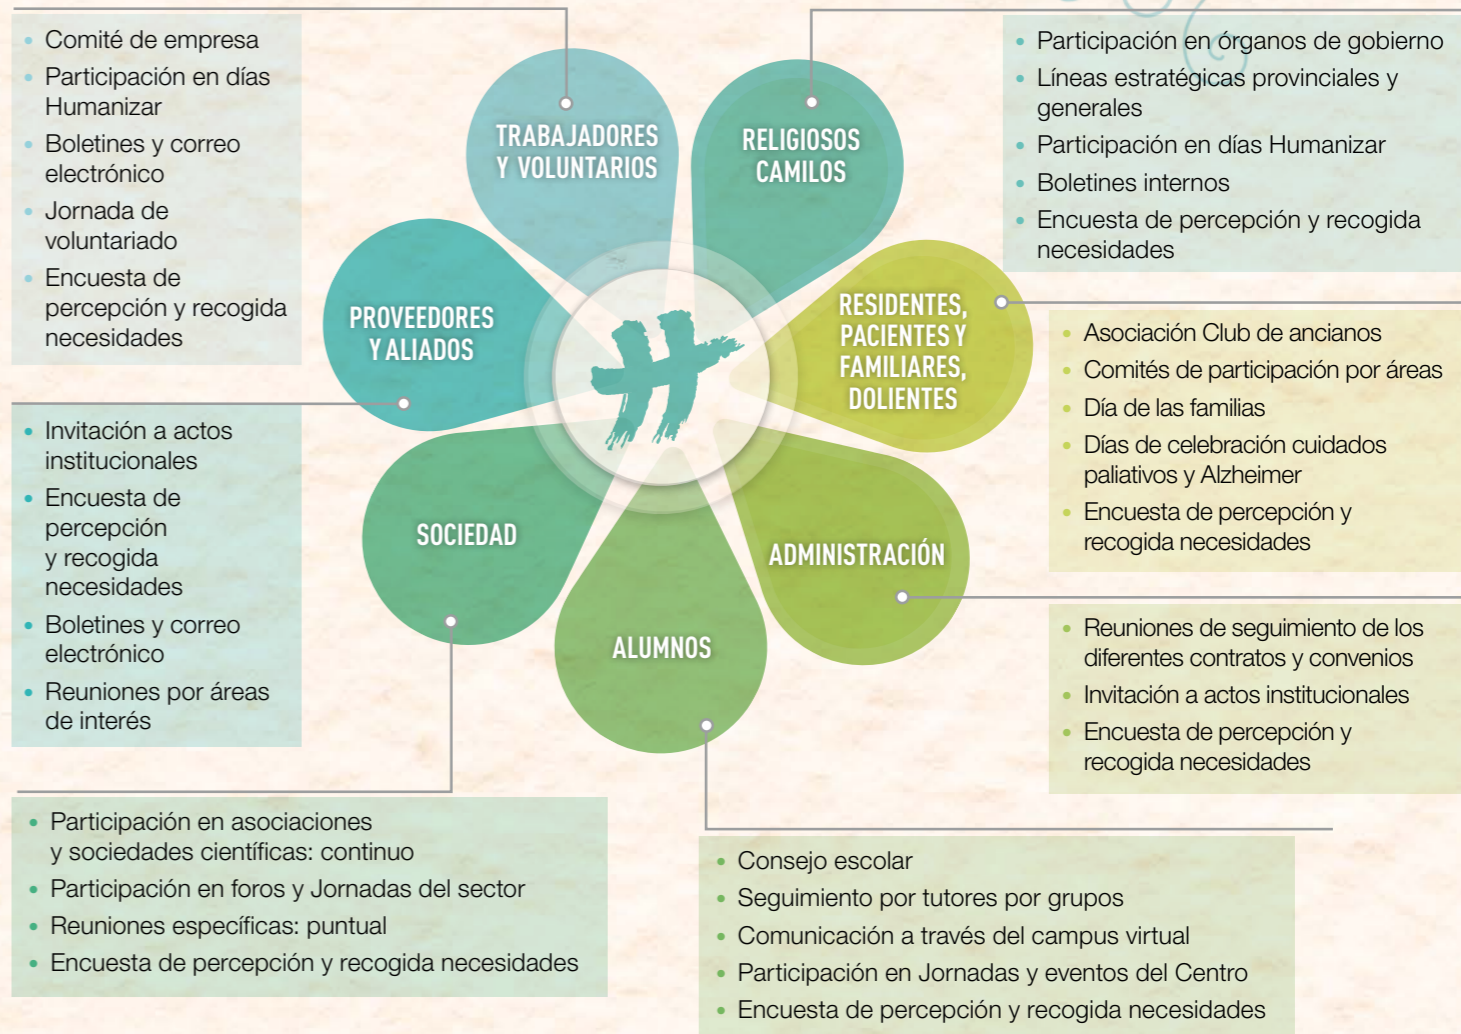 TRABAJADORES
Y VOLUNTARIOS
• Comité de empresa
• Participación en días
Humanizar
• Boletines y correo
electrónico
• Jornada de
voluntariado
• Encuesta de
percepción y recogida
necesidades
RELIGIOSOS
CAMILOS
• Participación en órganos de gobierno
• Líneas estratégicas provinciales y
generales
• Participación en días Humanizar
• Boletines internos
• Encuesta de percepción y recogida
necesidades
PROVEEDORES
Y ALIADOS
• Invitación a actos
institucionales
• Encuesta de
percepción
y recogida
necesidades
• Boletines y correo
electrónico
• Reuniones por áreas
de interés
RESIDENTES,
PACIENTES Y
FAMILIARES,
DOLIENTES
• Asociación Club de ancianos
• Comités de participación por áreas
• Día de las familias
• Días de celebración cuidados
paliativos y Alzheimer
• Encuesta de percepción y
recogida necesidades
SOCIEDAD
• Participación en asociaciones
y sociedades científicas: continuo
• Participación en foros y Jornadas del sector
• Reuniones específicas: puntual
• Encuesta de percepción y recogida necesidades
ADMINISTRACIÓN
• Reuniones de seguimiento de los
diferentes contratos y convenios
• Invitación a actos institucionales
• Encuesta de percepción y
recogida necesidades
ALUMNOS
• Consejo escolar
• Seguimiento por tutores por grupos
• Comunicación a través del campus virtual
• Participación en Jornadas y eventos del Centro
• Encuesta de percepción y recogida necesidades